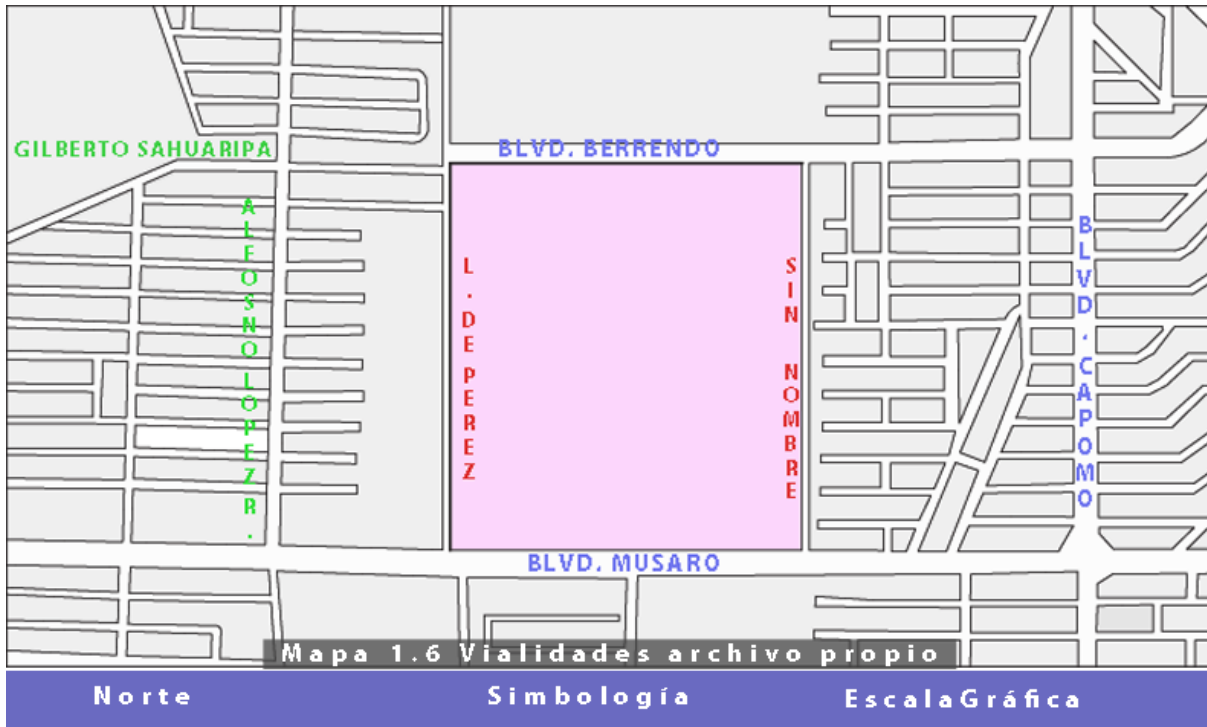 GILBERTO SAHUARIPA
BLVD. BERRENDO
ALFOSNO LOPEZ R.
L. DE PEREZ
SIN NOMBRE
BLVD. CAPOMO
BLVD. MUSARO
Mapa 1.6 Vialidades archivo propio
Norte
Simbología
EscalaGráfica